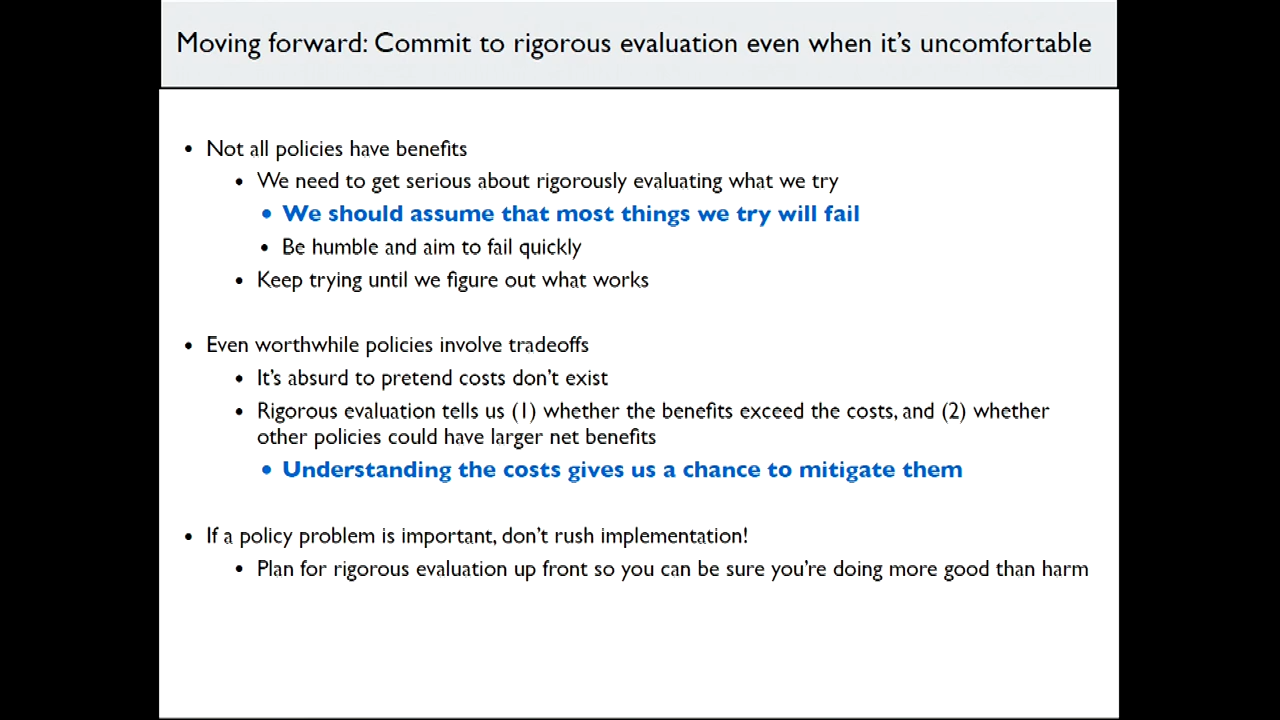 Moving forward: Commit to rigorous evaluation even when it's uncomfortable
• Not all policies have benefits
• We need to get serious about rigorously evaluating what we try
• We should assume that most things we try will fail
• Be humble and aim to fail quickly
• Keep trying until we figure out what works
• Even worthwhile policies involve tradeoffs
• It's absurd to pretend costs don't exist
• Rigorous evaluation tells us (1) whether the benefits exceed the costs, and (2) whether
other policies could have larger net benefits
• Understanding the costs gives us a chance to mitigate them
• If a policy problem is important, don't rush implementation!
• Plan for rigorous evaluation up front so you can be sure you're doing more good than harm